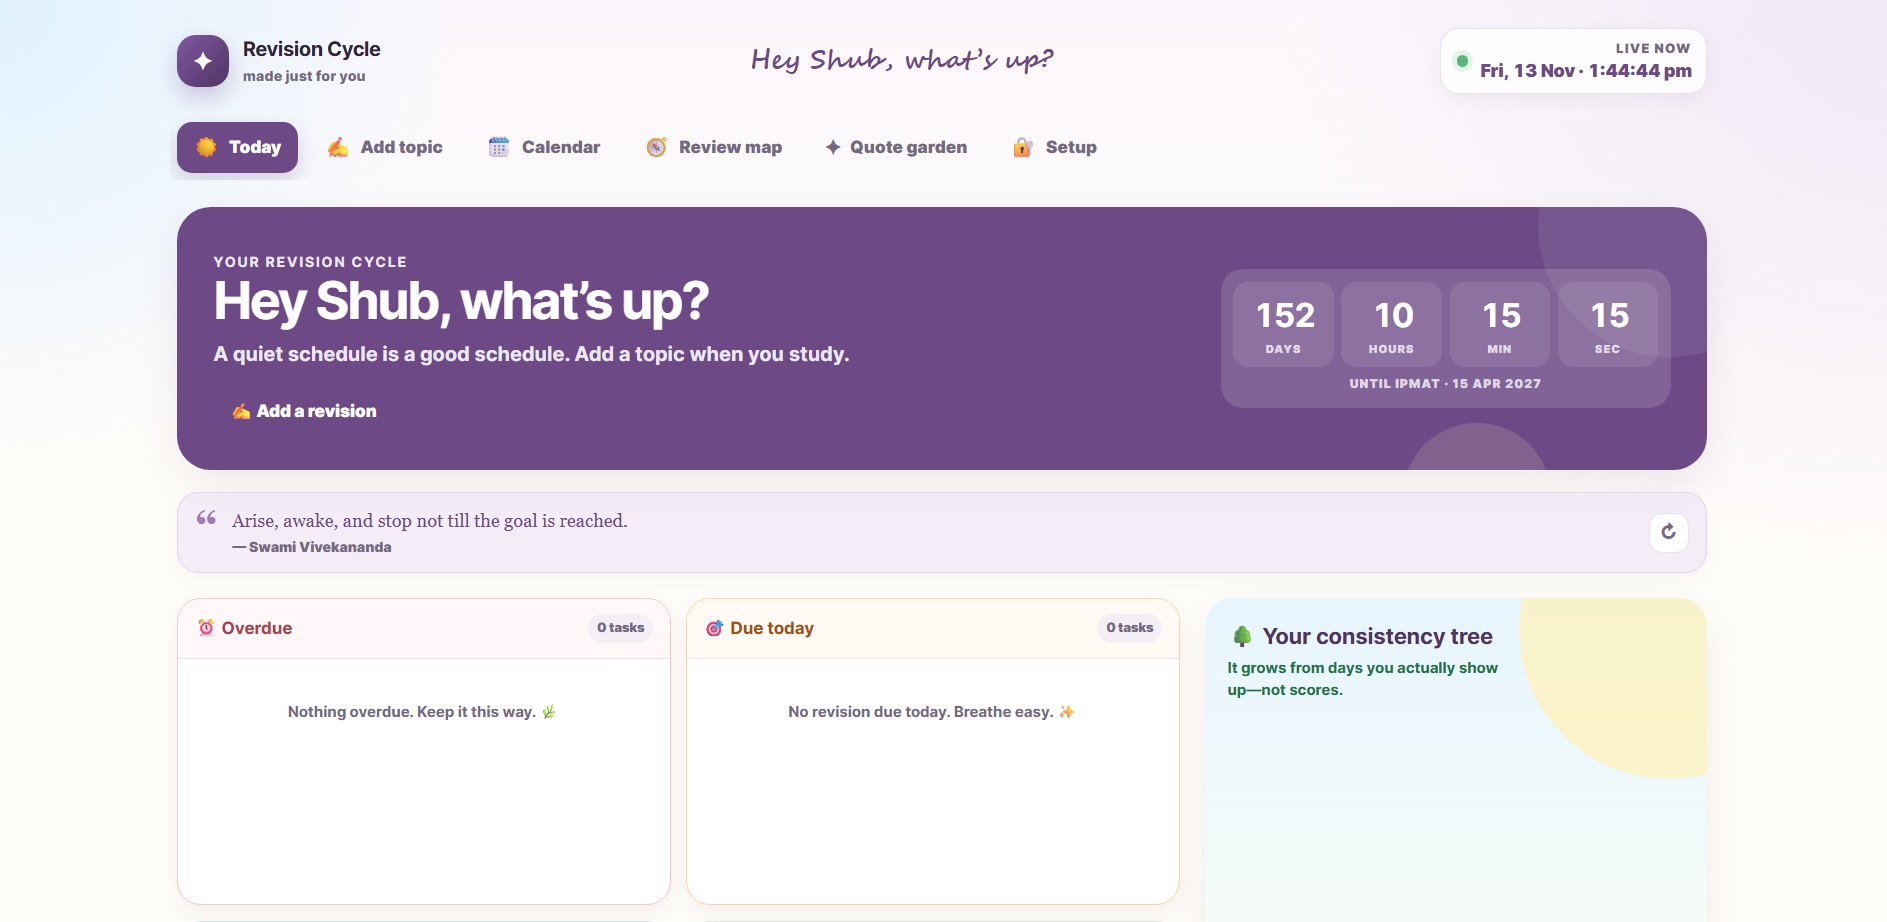 Revision Cycle
made just for you
Hey Shub, what's up?
LIVE NOW
Fri, 13 Nov · 1:44:44 pm
Today
Add topic
Calendar
Review map
Quote garden
Setup
YOUR REVISION CYCLE
Hey Shub, what's up?
A quiet schedule is a good schedule. Add a topic when you study.
Add a revision
152
10
15
15
DAYS
HOURS
MIN
SEC
UNTIL IPMAT · 15 APR 2027
“ Arise, awake, and stop not till the goal is reached.
— Swami Vivekananda
Overdue
0 tasks
Nothing overdue. Keep it this way.
Due today
0 tasks
No revision due today. Breathe easy.
Your consistency tree
It grows from days you actually show
up—not scores.